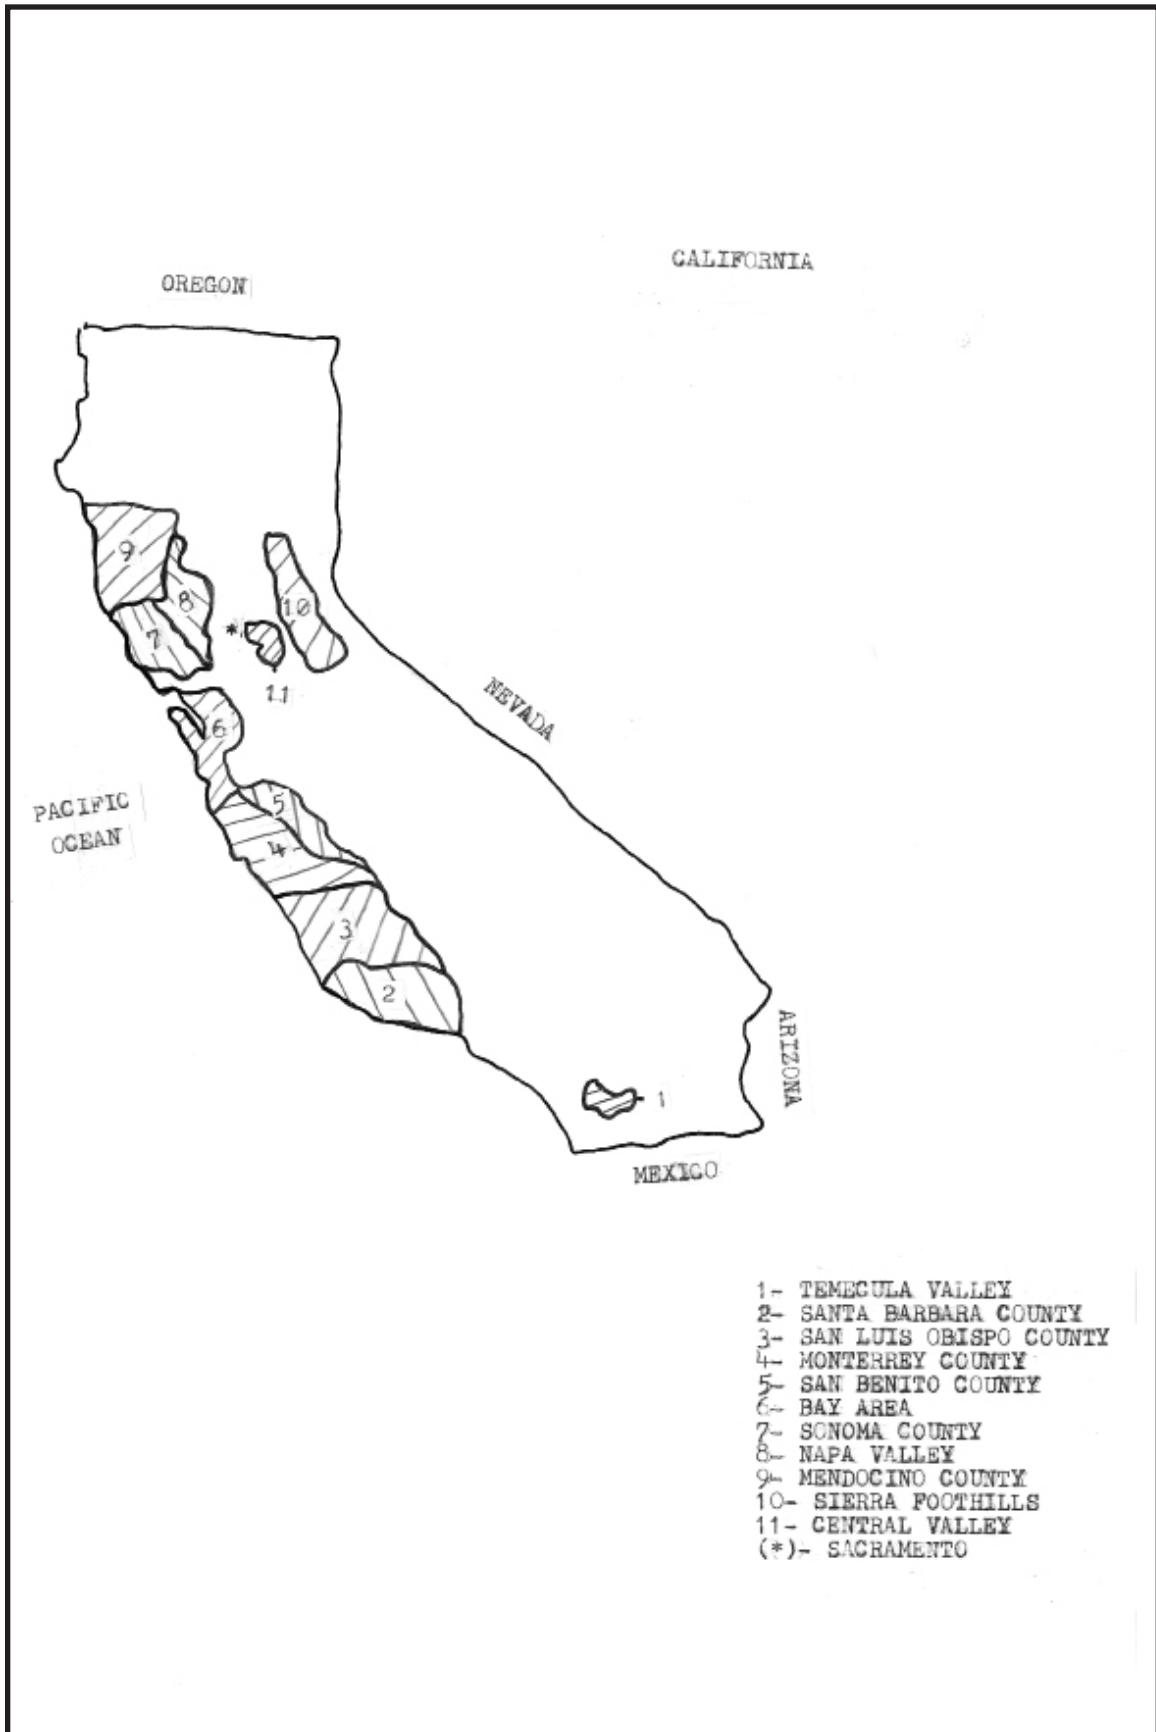 CALIFORNIA
OREGON
9
8
10
7
*
11
6
NEVADA
PACIFIC
OCEAN
5
4
3
2
ARIZONA
1
MEXICO
1- TEMECULA VALLEY
2- SANTA BARBARA COUNTY
3- SAN LUIS OBISPO COUNTY
4- MONTERREY COUNTY
5- SAN BENITO COUNTY
6- BAY AREA
7- SONOMA COUNTY
8- NAPA VALLEY
9- MENDOCINO COUNTY
10- SIERRA FOOTHILLS
11- CENTRAL VALLEY
(*)- SACRAMENTO